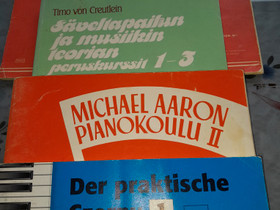 Timo von Creutlein
Säveltapailun
ja musiikin
teorian
peruskurssit 1-3
MICHAEL AARON
PIANOKOULU II
Der praktische